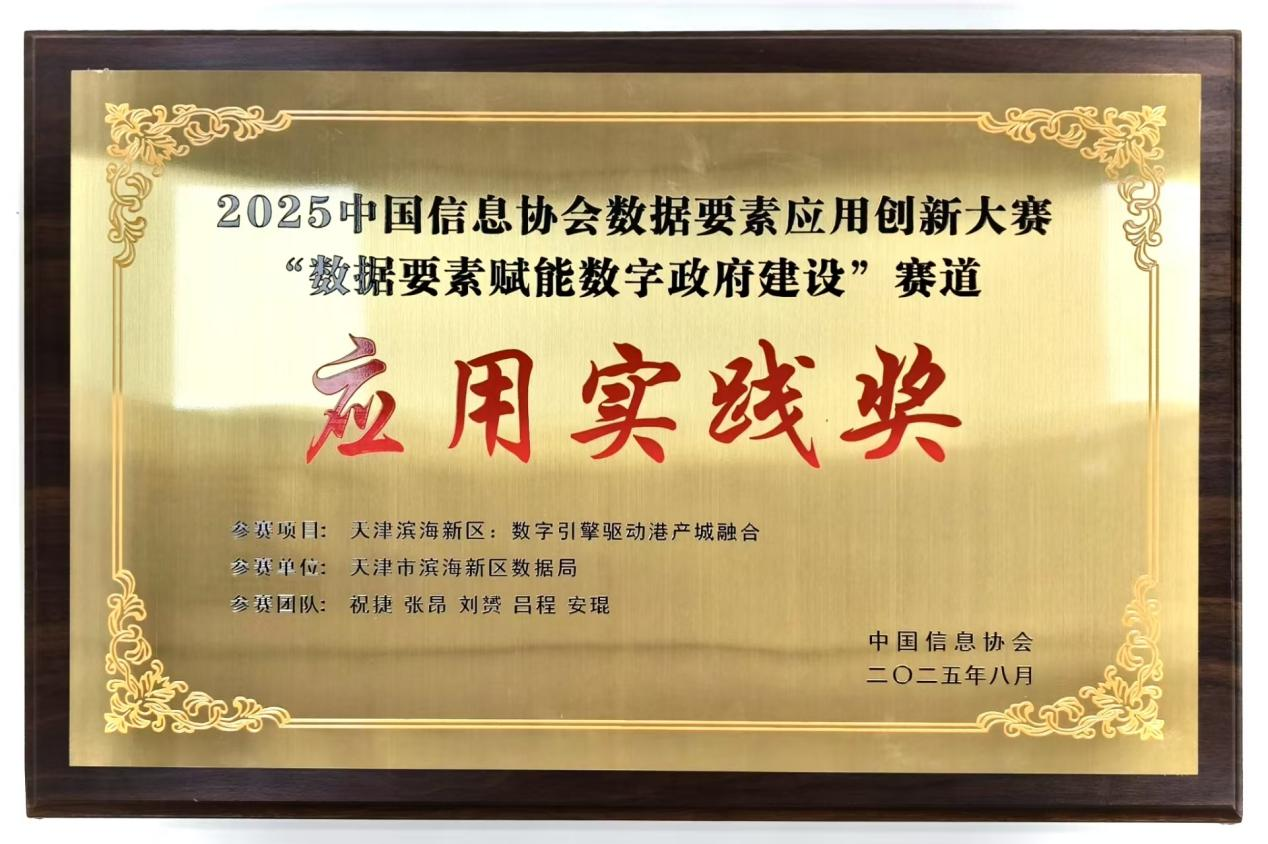 2025中国信息协会数据要素应用创新大赛
“数据要素赋能数字政府建设”赛道
应用实践奖
参赛项目: 天津滨海新区：数字引擎驱动港产城融合
参赛单位: 天津市滨海新区数据局
参赛团队: 祝捷 张昂 刘赟 吕程 安琨
中国信息协会
二〇二五年八月